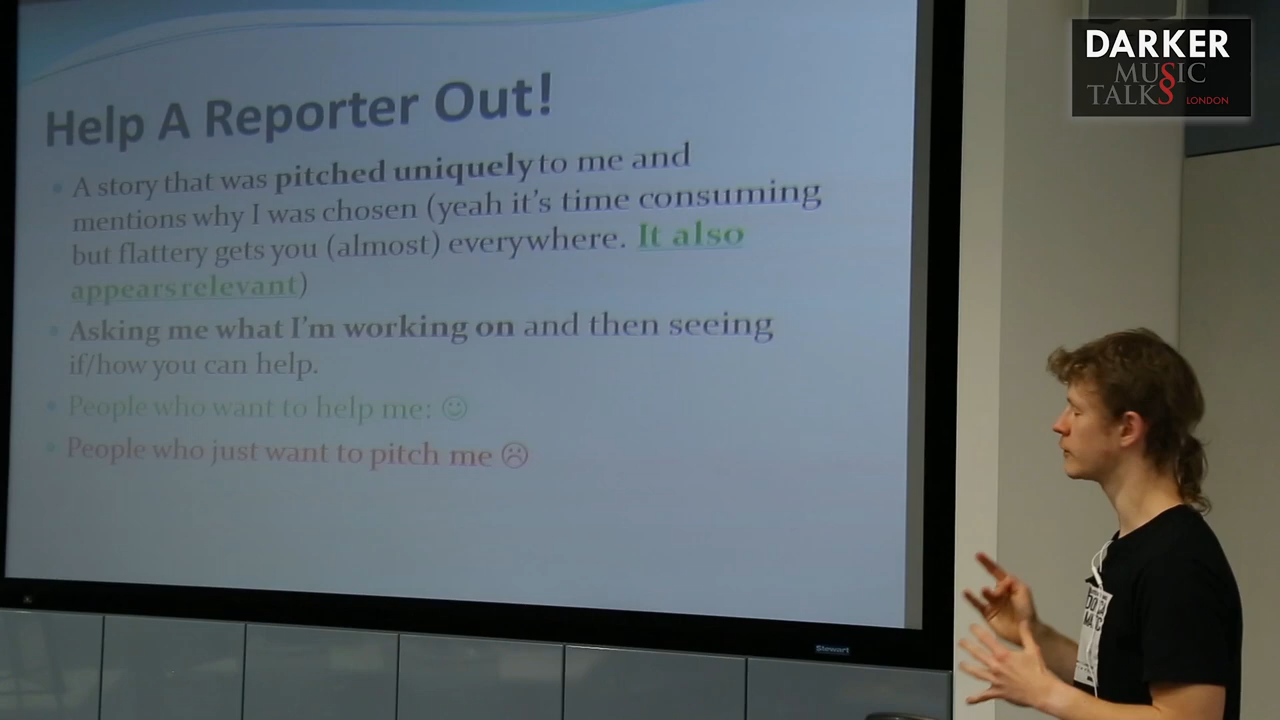 DARKER
MUSIC
TALKS LONDON
Help A Reporter Out!
A story that was pitched uniquely to me and
mentions why I was chosen (yeah it's time consuming
but flattery gets you (almost) everywhere. It also
appears relevant)
Asking me what I'm working on and then seeing
if/how you can help.
People who want to help me: ☺
People who just want to pitch me ☹
Stewart